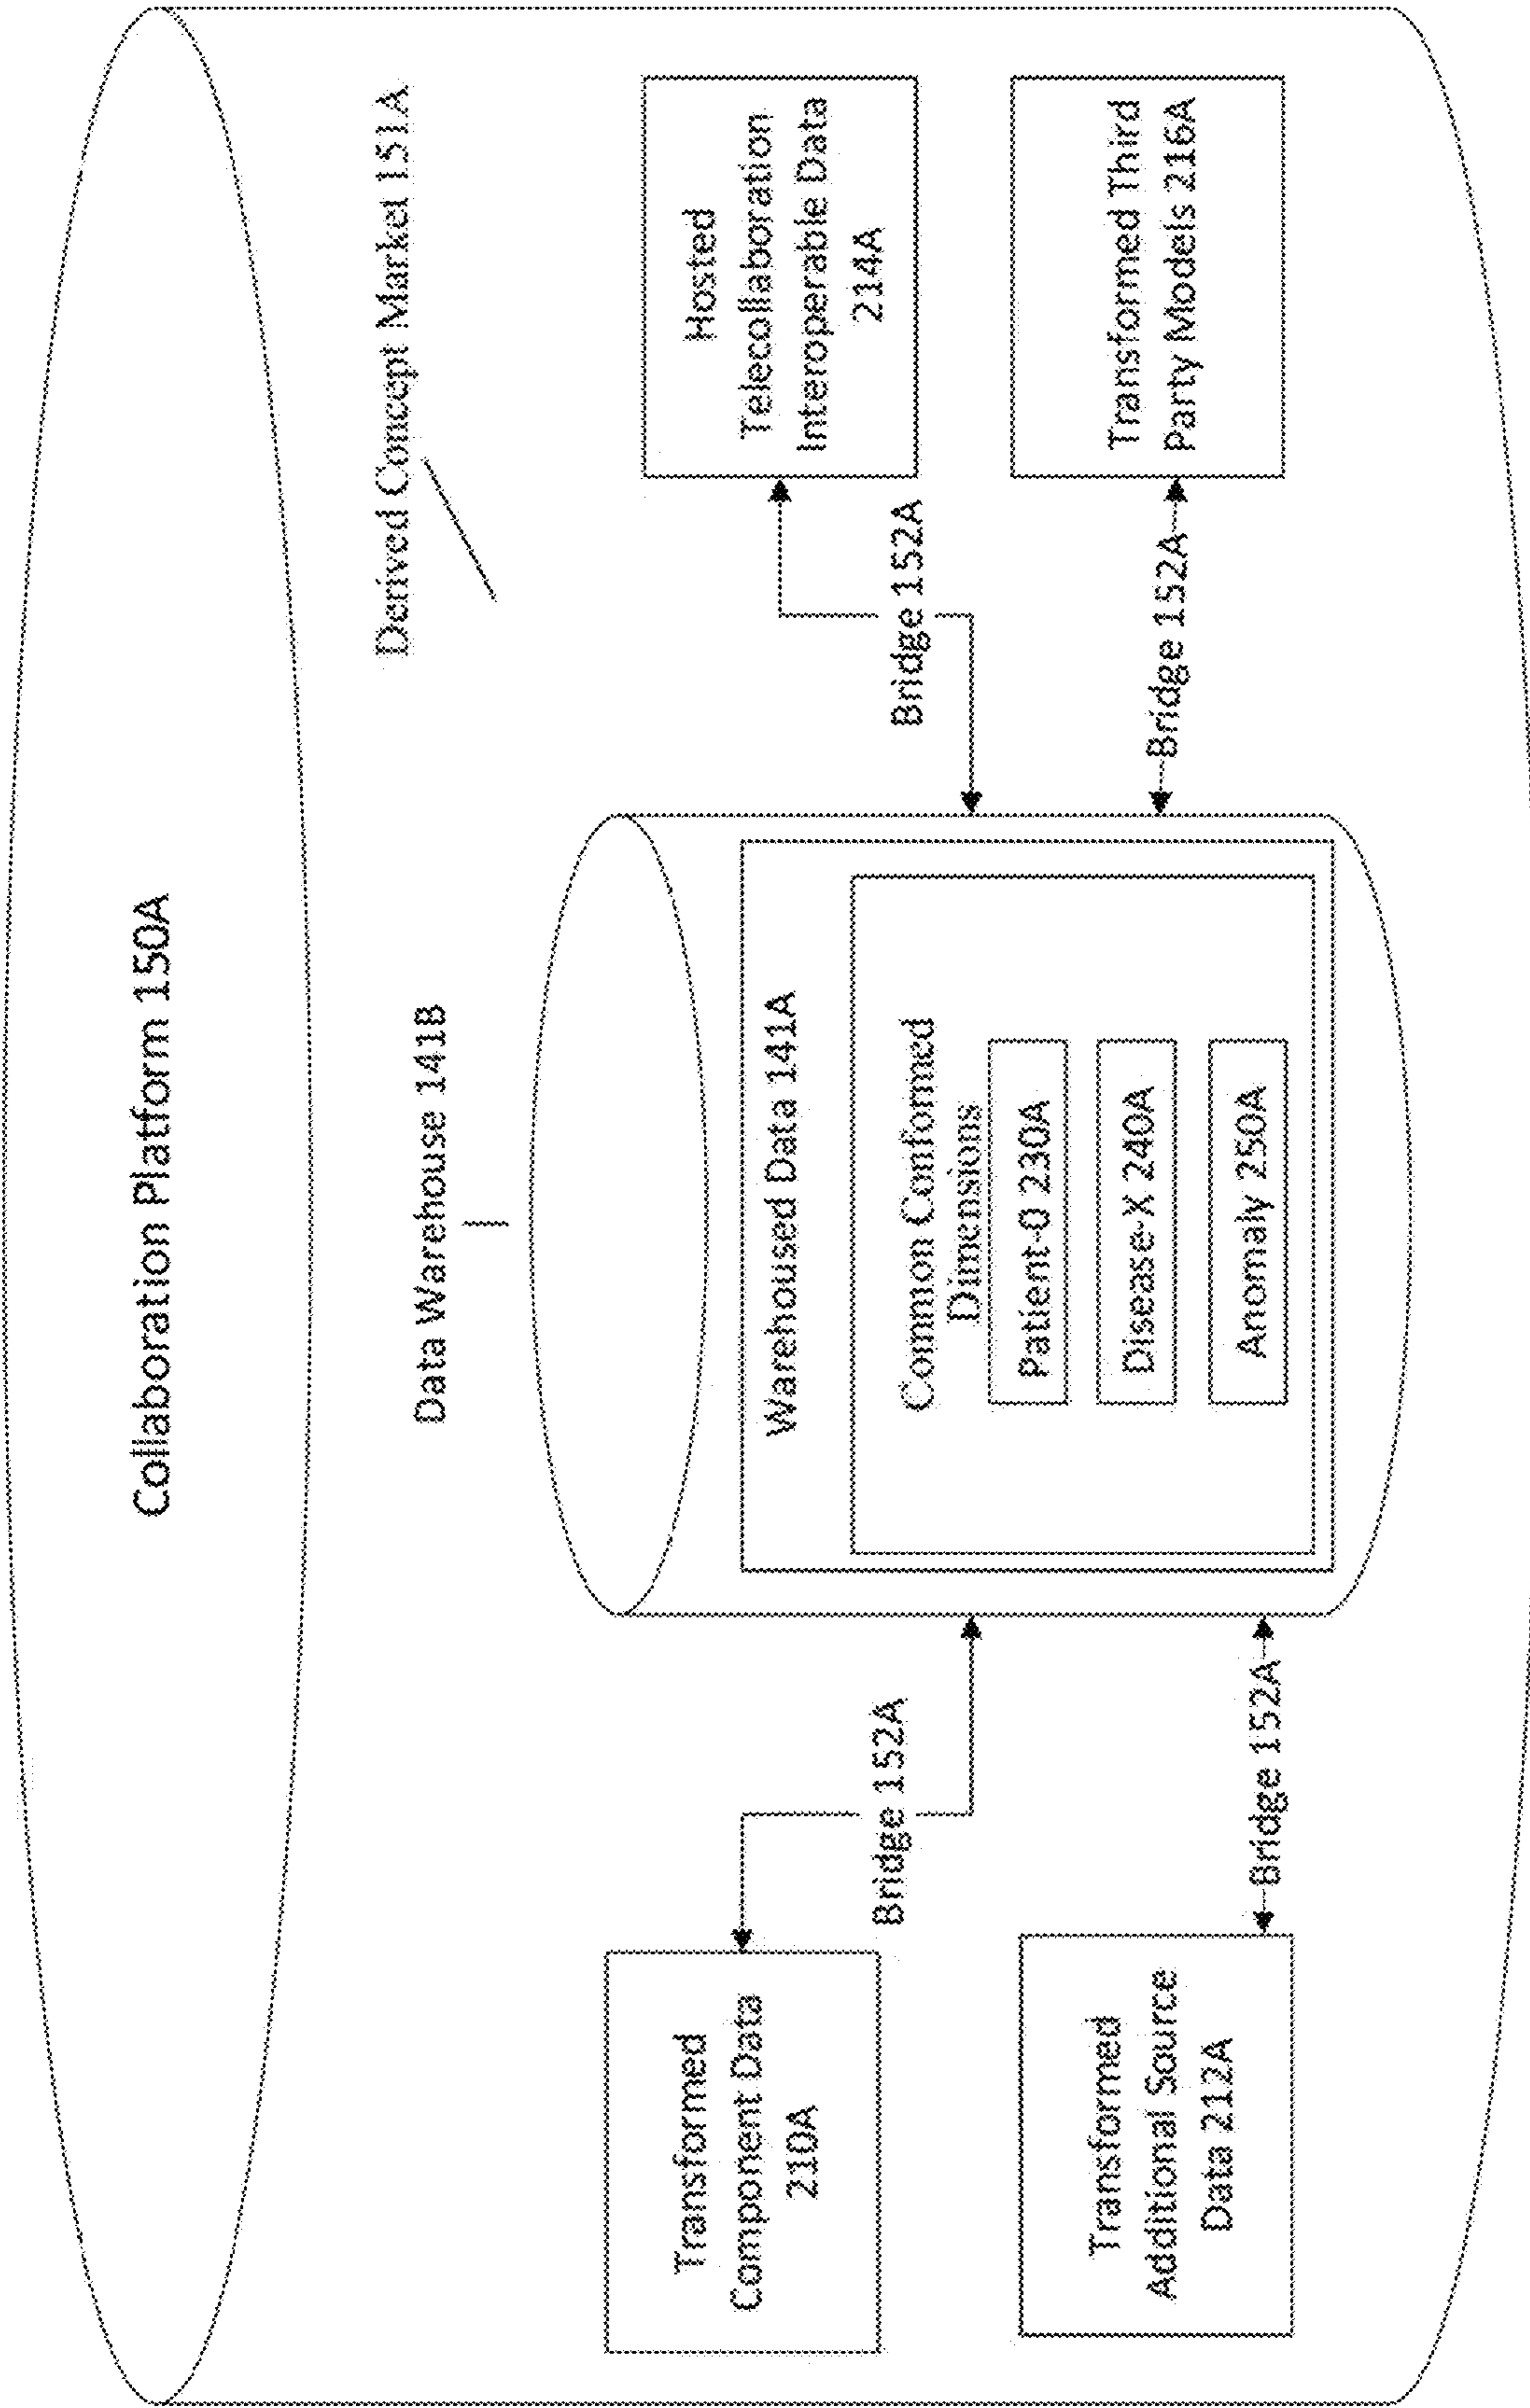 Collaboration Platform 150A
Derived Concept Market 151A
Data Warehouse 141B
Transformed
Component Data
210A
Bridge 152A
Transformed
Additional Source
Data 212A
Bridge 152A
Warehoused Data 141A
Common Conformed
Dimensions
Patient-0 230A
Disease-X 240A
Anomaly 250A
Bridge 152A
Hosted
Telecollaboration
Interoperable Data
214A
Bridge 152A
Transformed Third
Party Models 216A